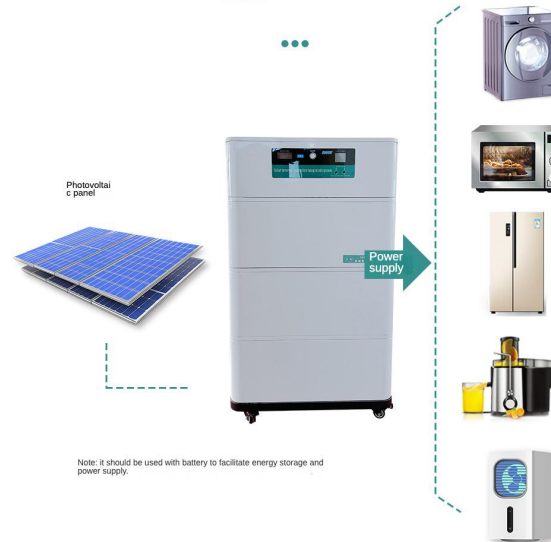 Photovoltai
c panel
Power
supply
Note: it should be used with battery to facilitate energy storage and
power supply.